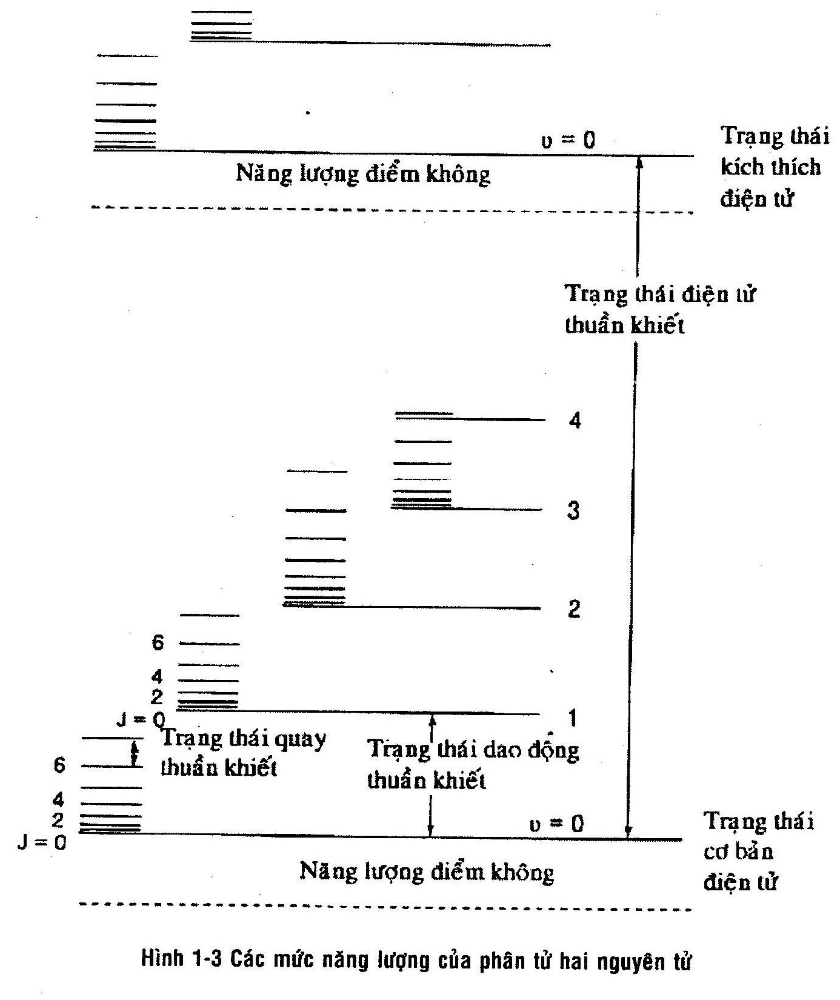 υ = 0
Trạng thái
kích thích
điện tử
Năng lượng điểm không
Trạng thái điện tử
thuần khiết
4
3
2
6
4
2
J = 0
1
Trạng thái quay
thuần khiết
Trạng thái dao động
thuần khiết
6
4
2
J = 0
υ = 0
Trạng thái
cơ bản
điện tử
Năng lượng điểm không
Hình 1-3 Các mức năng lượng của phân tử hai nguyên tử